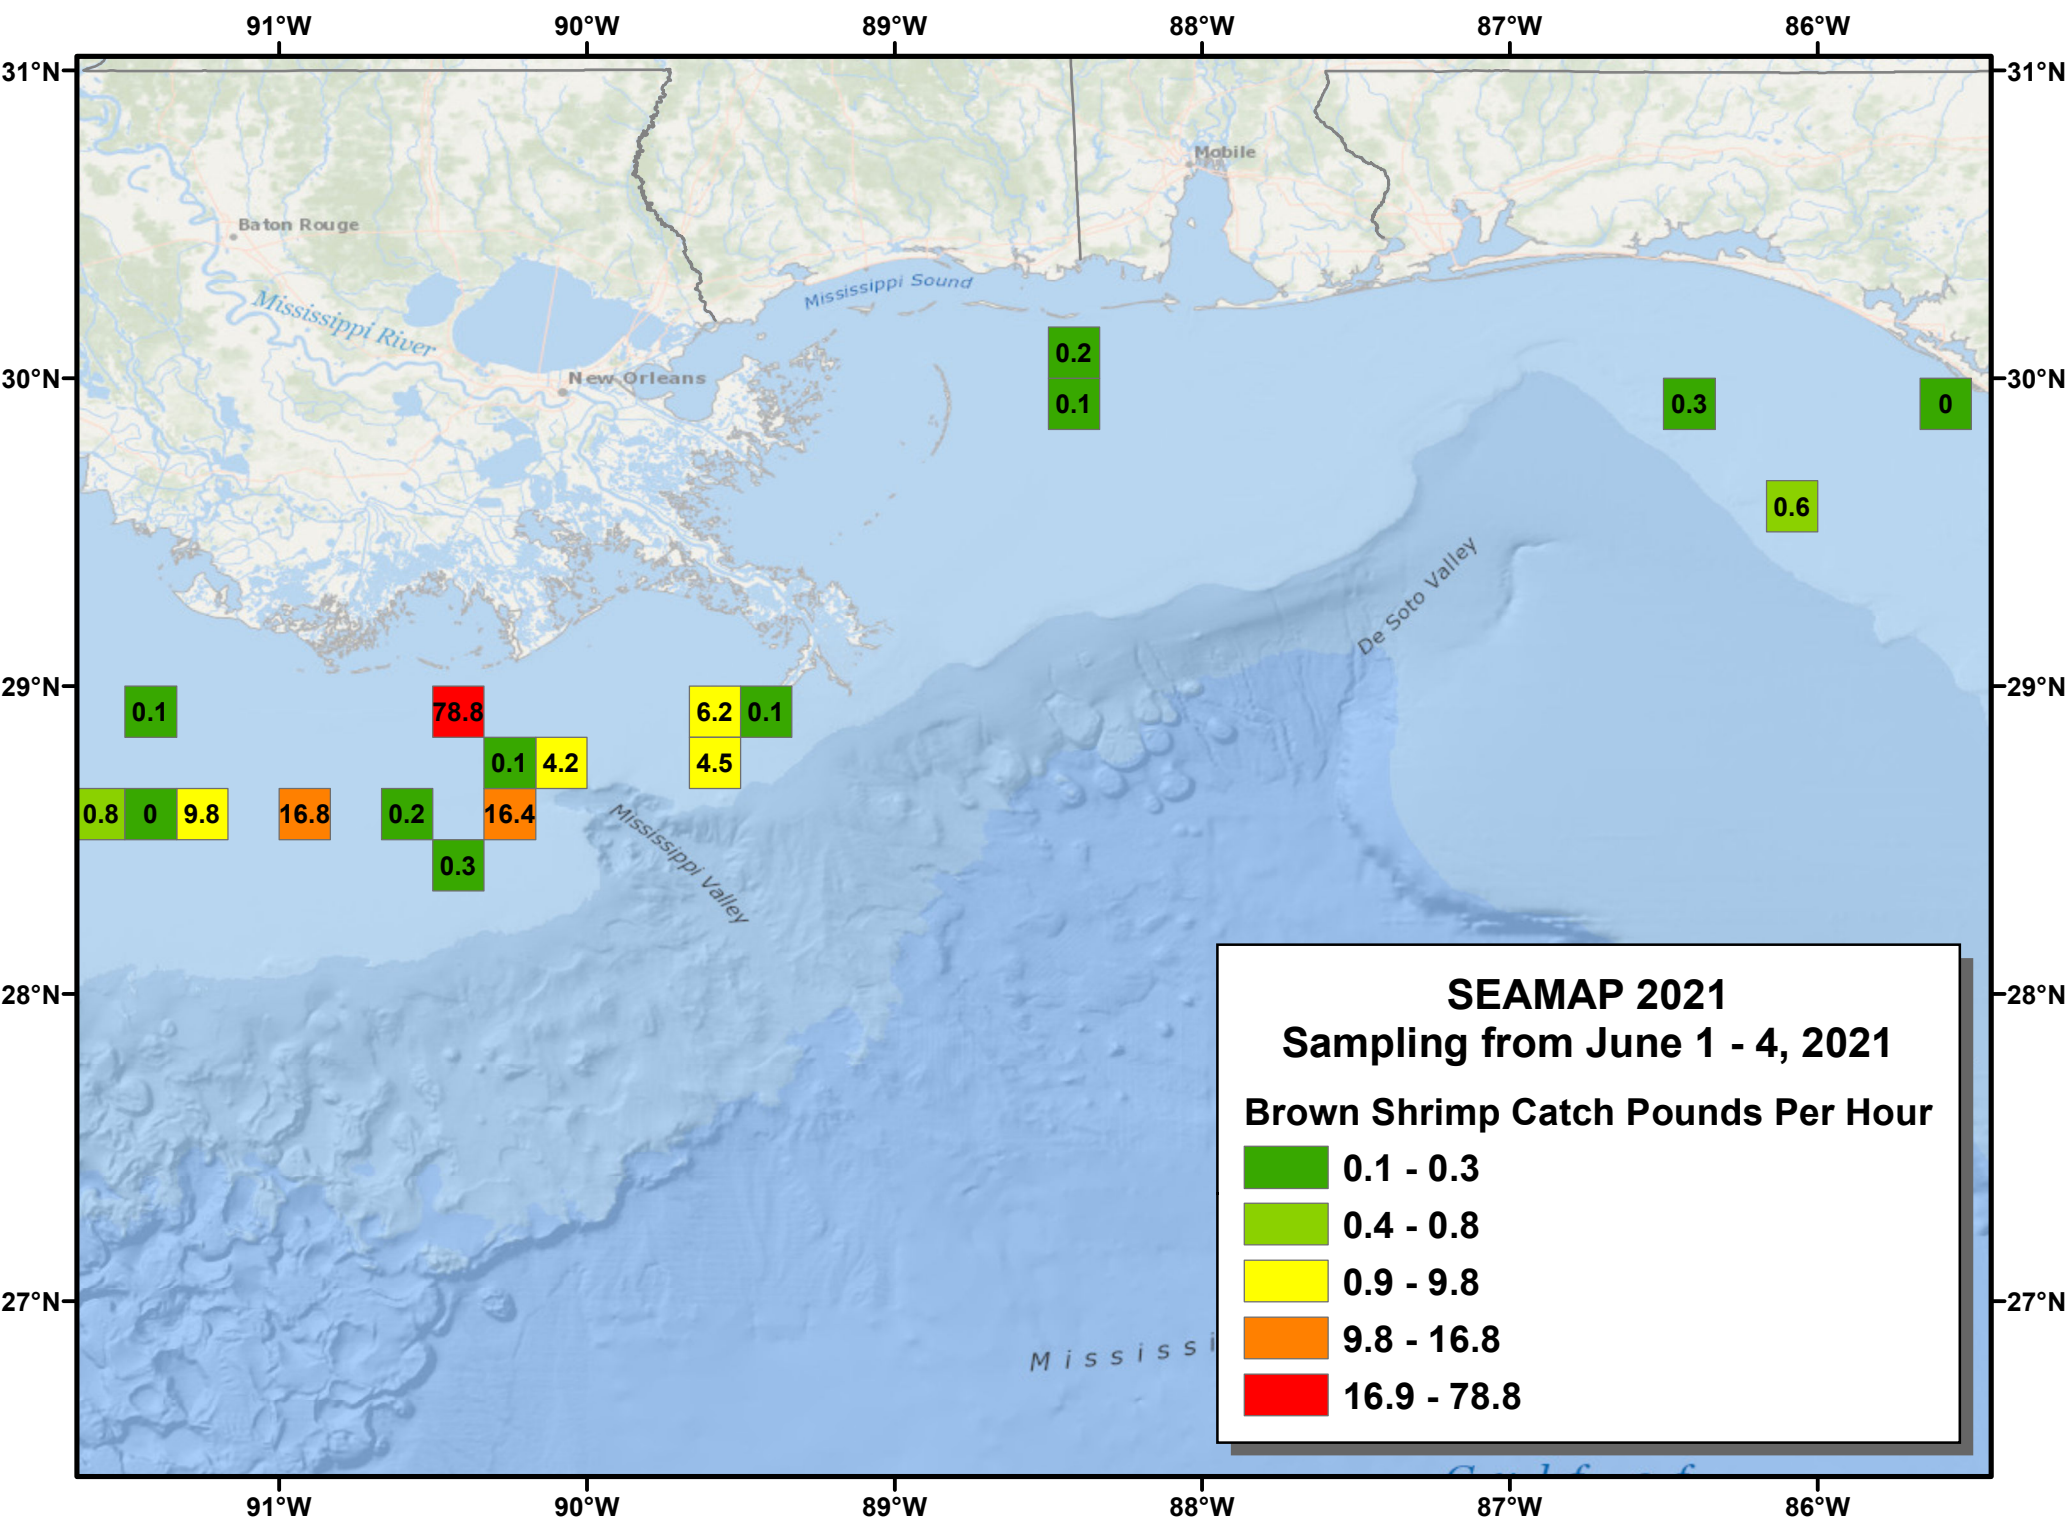 91°W 90°W 89°W 88°W 87°W 86°W
31°N 31°N
Mobile
Baton Rouge
Mississippi Sound
Mississippi River
0.2
30°N New Orleans 30°N
0.1 0.3 0
0.6
De Soto Valley
29°N 29°N
0.1 78.8 6.2 0.1
0.1 4.2 4.5
0.8 0 9.8 16.8 0.2 16.4
Mississippi Valley
0.3
28°N 28°N
SEAMAP 2021
Sampling from June 1 - 4, 2021
Brown Shrimp Catch Pounds Per Hour
0.1 - 0.3
0.4 - 0.8
0.9 - 9.8
27°N 27°N
9.8 - 16.8
Mississi
16.9 - 78.8
91°W 90°W 89°W 88°W 87°W 86°W